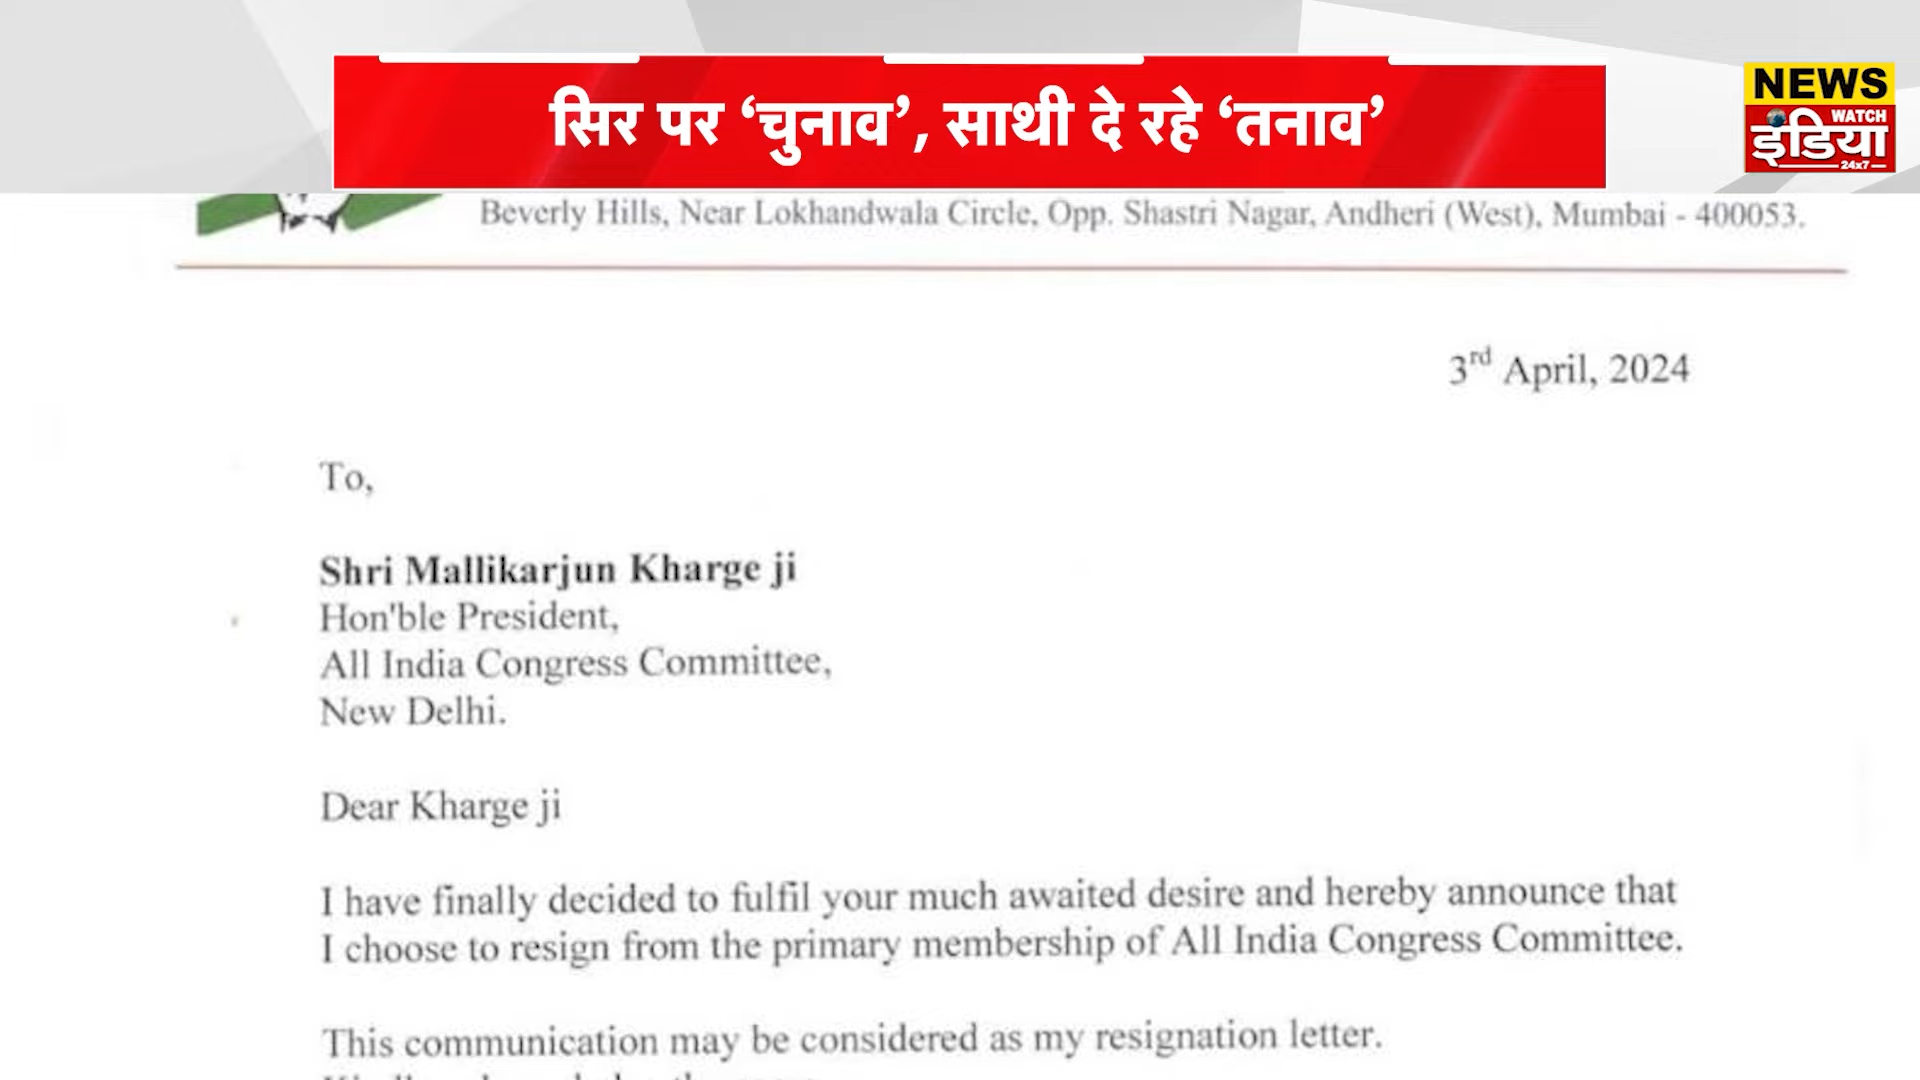 सिर पर ‘चुनाव’, साथी दे रहे ‘तनाव’
NEWS
WATCH
इंडिया
24x7
Beverly Hills, Near Lokhandwala Circle, Opp. Shastri Nagar, Andheri (West), Mumbai - 400053.
3rd April, 2024
To,
Shri Mallikarjun Kharge ji
Hon'ble President,
All India Congress Committee,
New Delhi.
Dear Kharge ji
I have finally decided to fulfil your much awaited desire and hereby announce that
I choose to resign from the primary membership of All India Congress Committee.
This communication may be considered as my resignation letter.